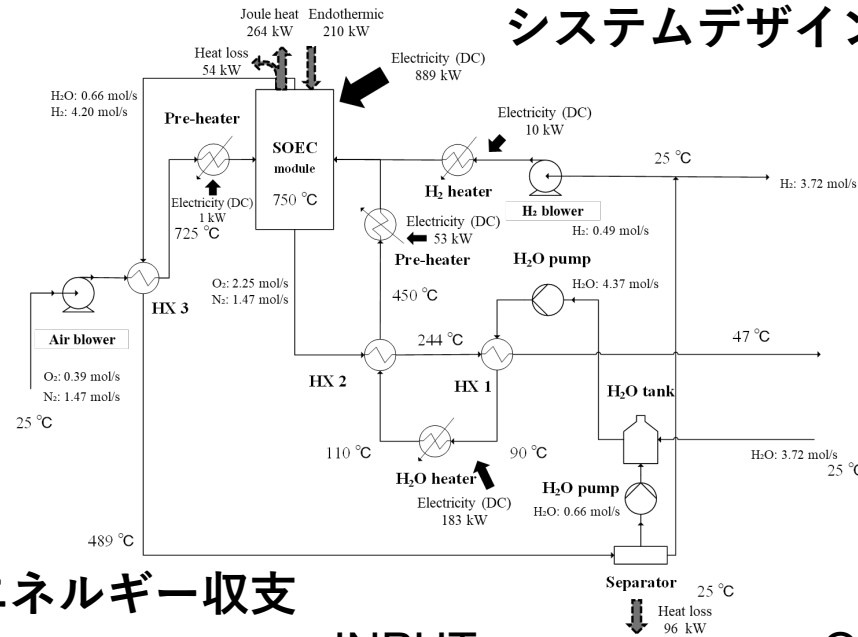 システムデザイン
Joule heat
264 kW
Endothermic
210 kW
Heat loss
54 kW
Electricity (DC)
889 kW
H₂O: 0.66 mol/s
H₂: 4.20 mol/s
Pre-heater
SOEC
module
750 ℃
Electricity (DC)
10 kW
25 ℃
H₂ heater
H₂: 3.72 mol/s
H₂ blower
H₂: 0.49 mol/s
Electricity (DC)
1 kW
725 ℃
Electricity (DC)
53 kW
Pre-heater
H₂O pump
H₂O: 4.37 mol/s
HX 3
O₂: 2.25 mol/s
N₂: 1.47 mol/s
450 ℃
Air blower
244 ℃
47 ℃
HX 2
HX 1
O₂: 0.39 mol/s
N₂: 1.47 mol/s
25 ℃
H₂O tank
110 ℃
90 ℃
H₂O: 3.72 mol/s
25 ℃
H₂O heater
Electricity (DC)
183 kW
H₂O pump
H₂O: 0.66 mol/s
489 ℃
Separator
25 ℃
Heat loss
96 kW
エネルギー収支
INPUT